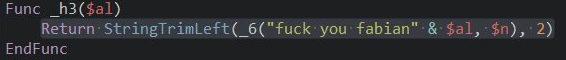 Func _h3($al)
Return StringTrimLeft(_6("fuck you fabian" & $al, $n), 2)
EndFunc